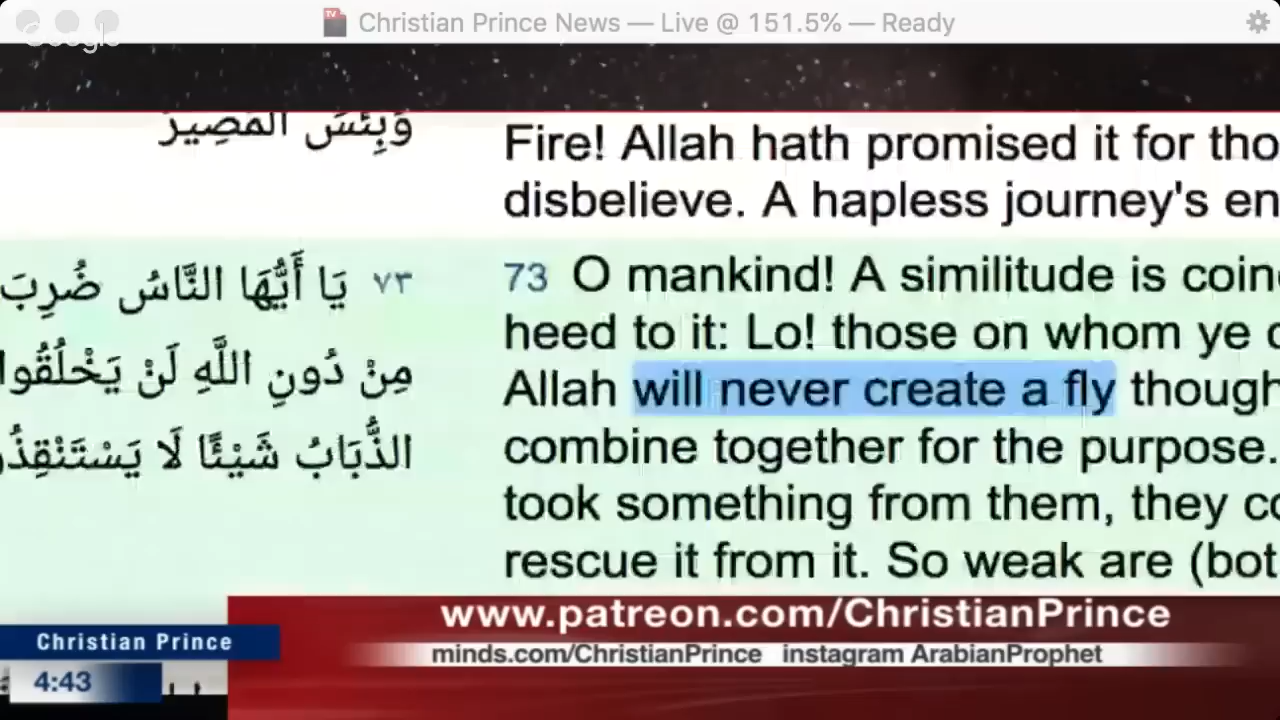 Christian Prince News — Live @ 151.5% — Ready
Google
وَبِئْسَ الْمَصِيرُ
Fire! Allah hath promised it for tho
disbelieve. A hapless journey's en
٧٣ يَا أَيُّهَا النَّاسُ ضُرِبَ
مِنْ دُونِ اللَّهِ لَنْ يَخْلُقُوا
الذُّبَابُ شَيْئًا لَا يَسْتَنْقِذُو
73 O mankind! A similitude is coin
heed to it: Lo! those on whom ye c
Allah will never create a fly though
combine together for the purpose.
took something from them, they co
rescue it from it. So weak are (bot
www.patreon.com/ChristianPrince
Christian Prince
minds.com/ChristianPrince instagram ArabianProphet
4:43